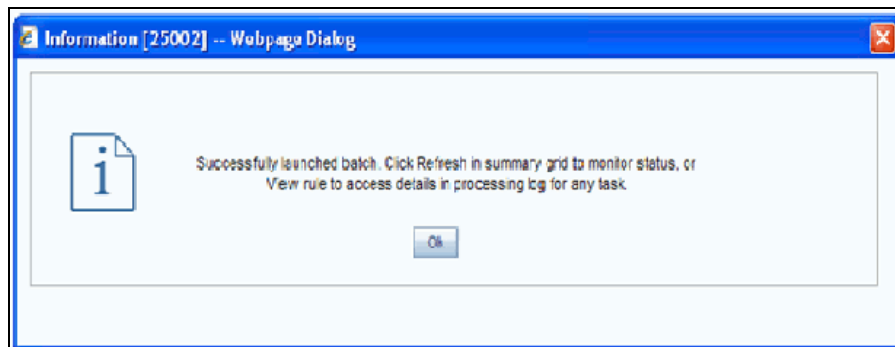 Information [25002] -- Webpage Dialog
Successfully launched batch. Click Refresh in summary grid to monitor status, or
View rule to access details in processing log for any task.
Ok